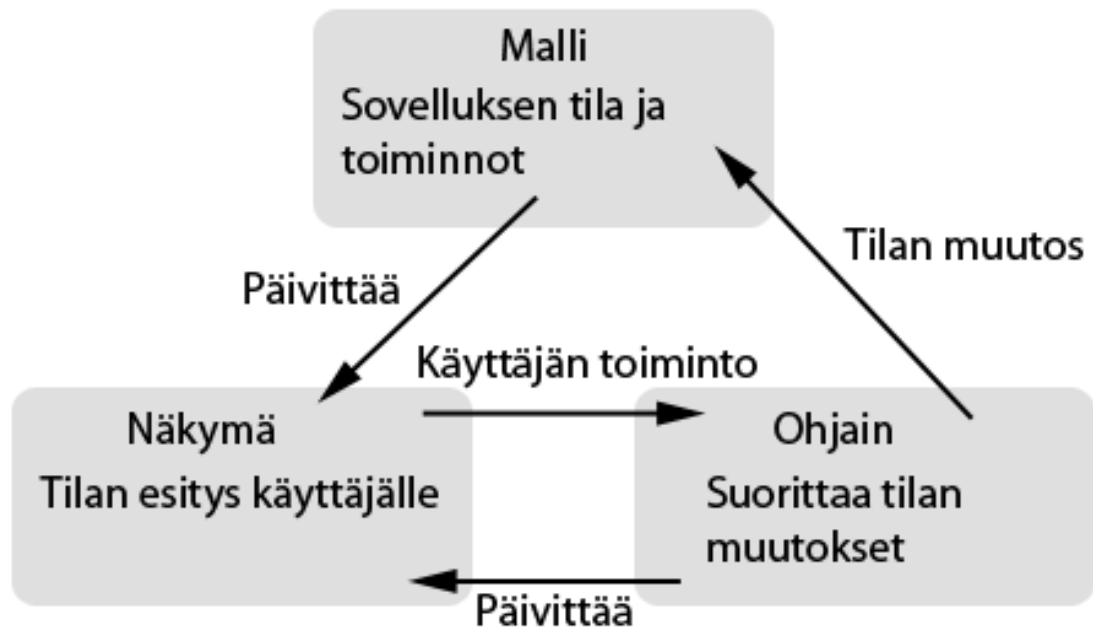 Malli
Sovelluksen tila ja
toiminnot
Tilan muutos
Päivittää
Käyttäjän toiminto
Näkymä
Tilan esitys käyttäjälle
Ohjain
Suorittaa tilan
muutokset
Päivittää